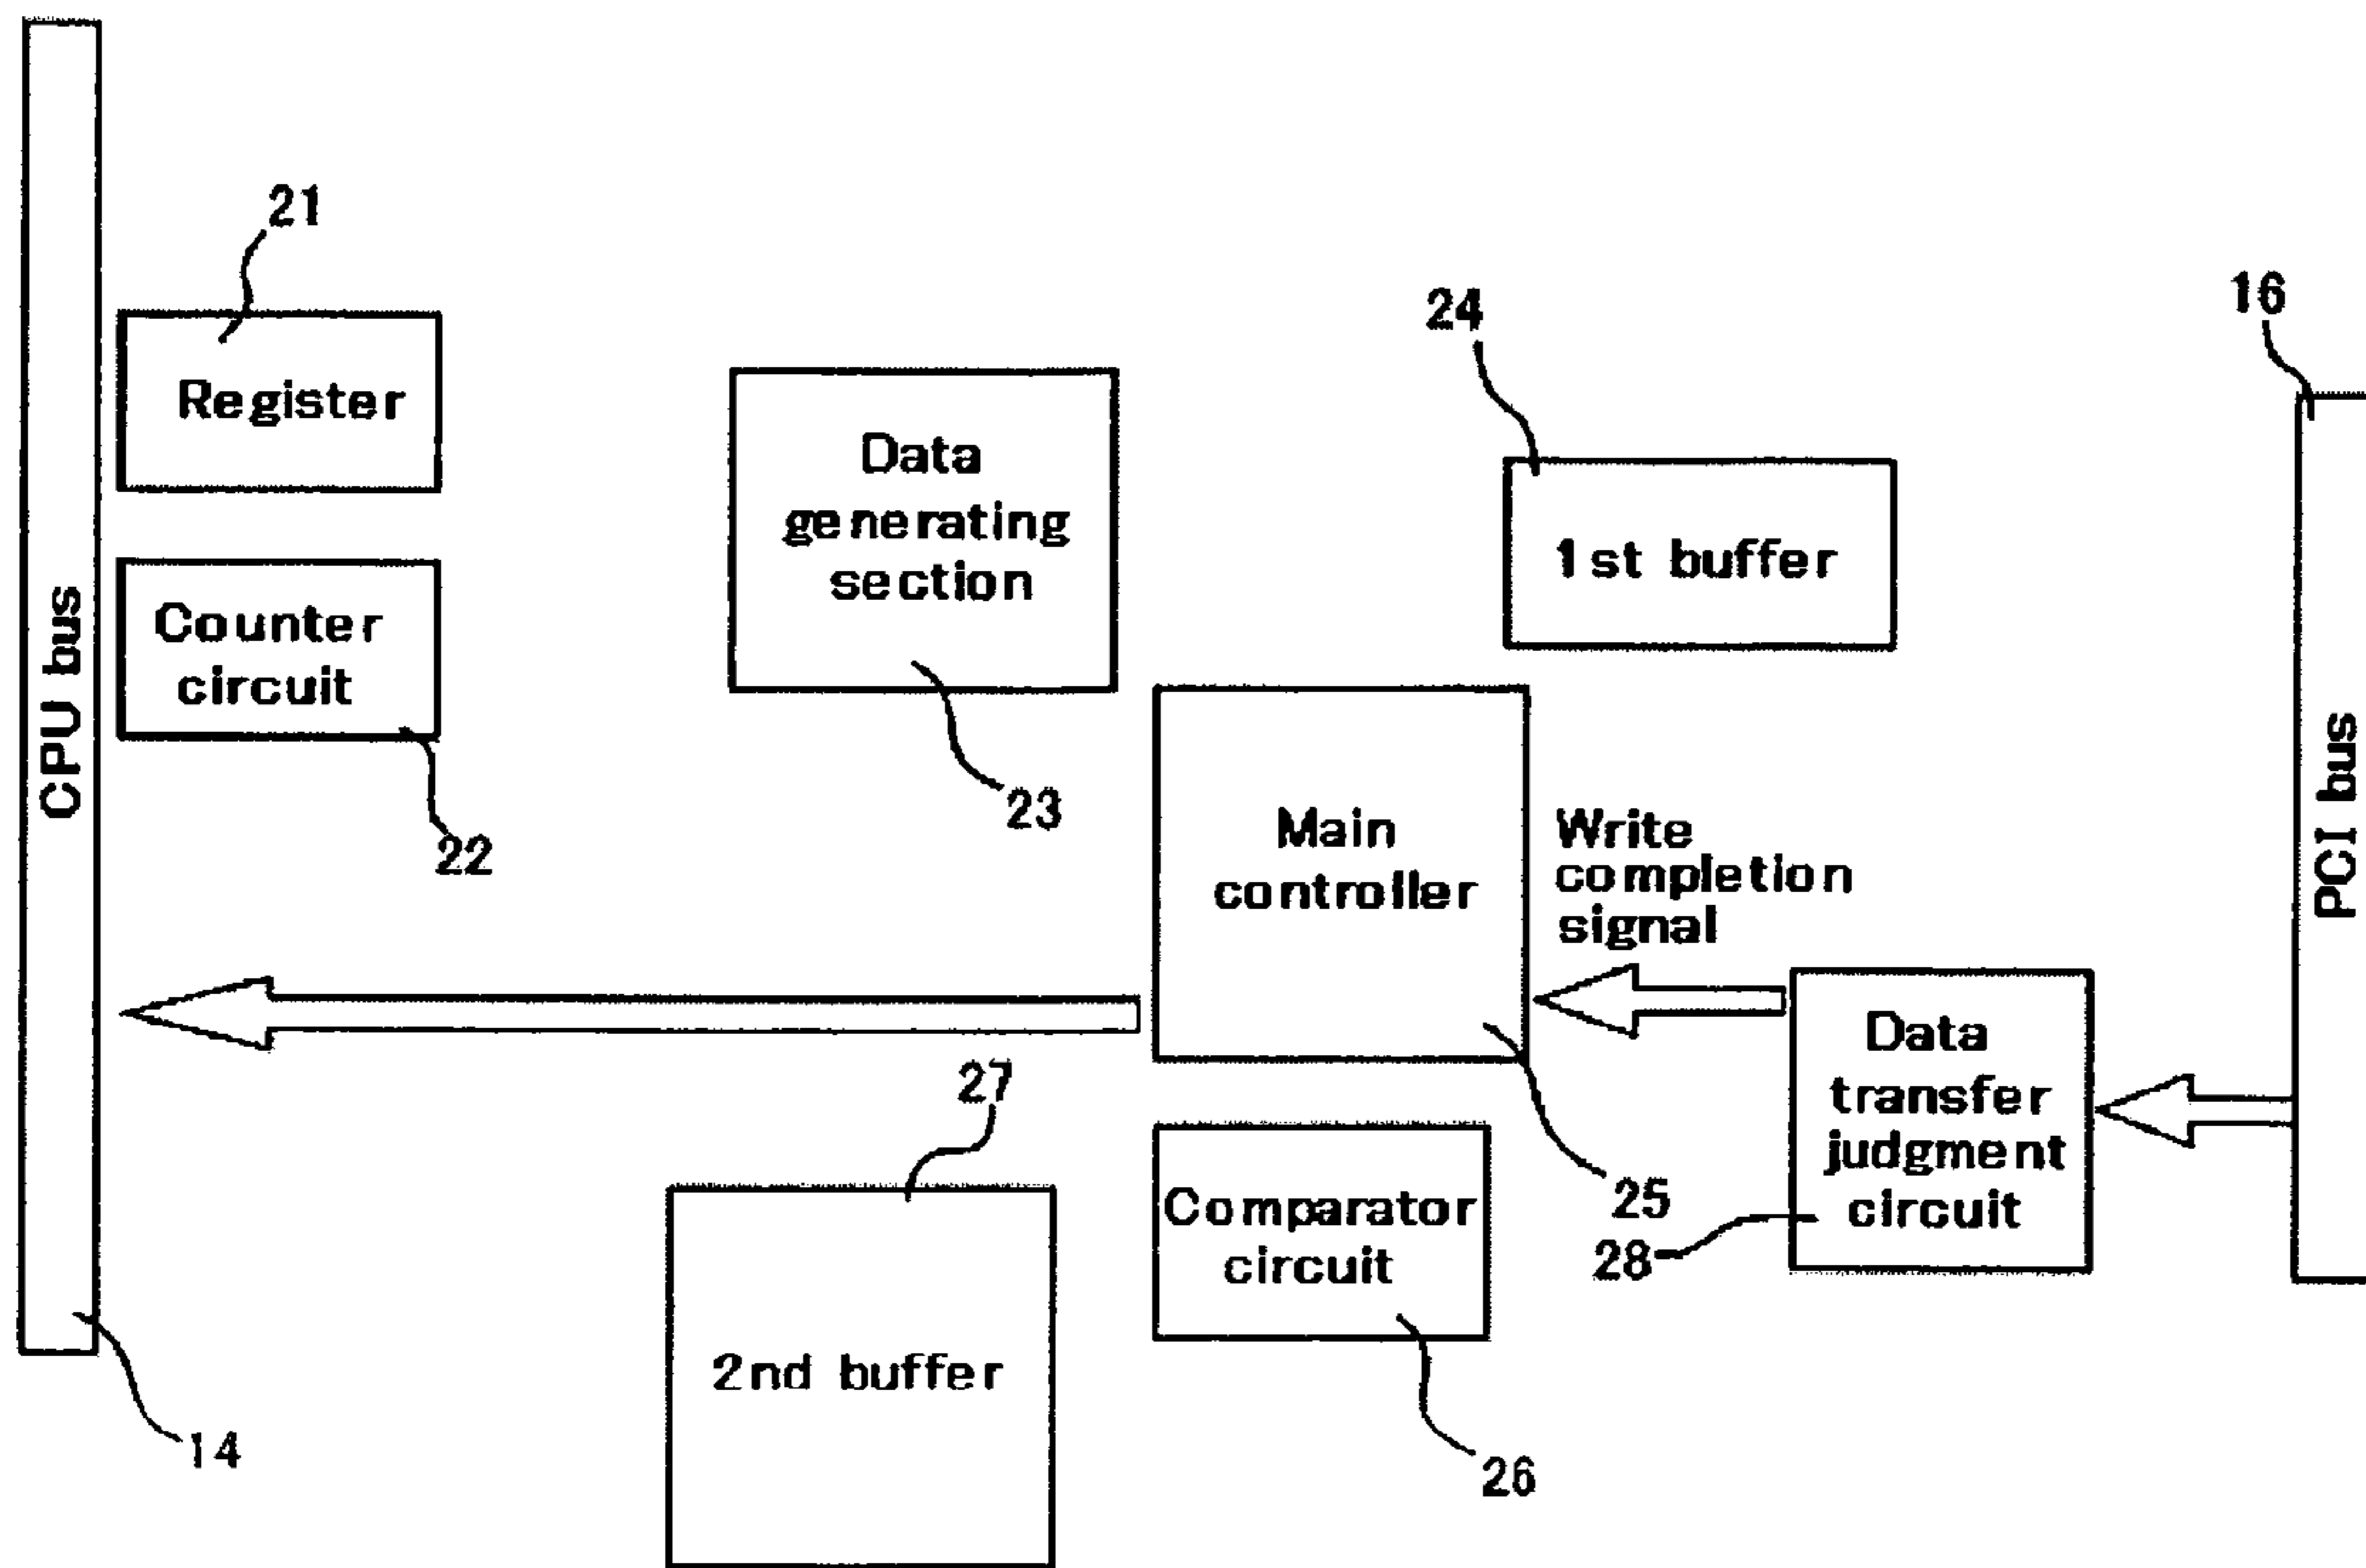 CPU bus
14
21
Register
Counter
circuit
22
Data
generating
section
23
24
1st buffer
16
PCI bus
Main
controller
25
Write
completion
signal
Data
transfer
judgment
circuit
28
27
2nd buffer
Comparator
circuit
26